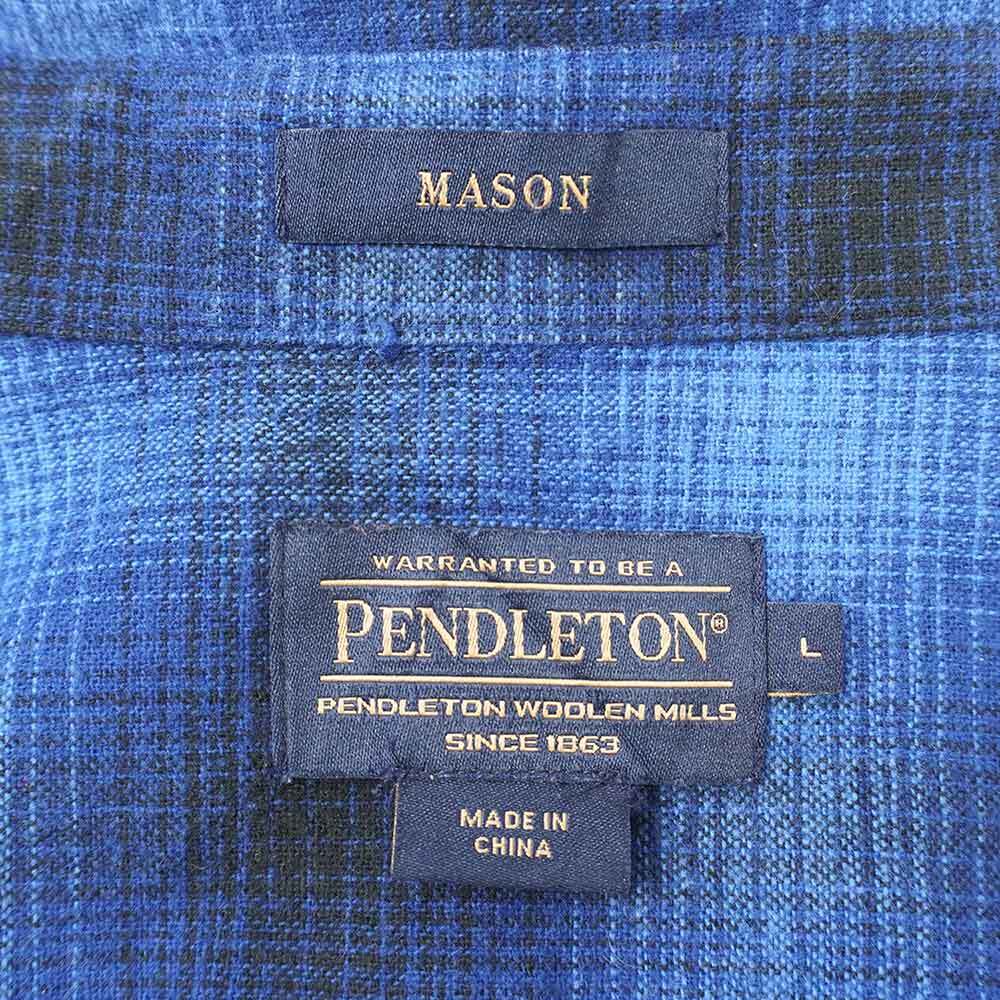 MASON
WARRANTED TO BE A
PENDLETON®
L
PENDLETON WOOLEN MILLS
SINCE 1863
MADE IN
CHINA